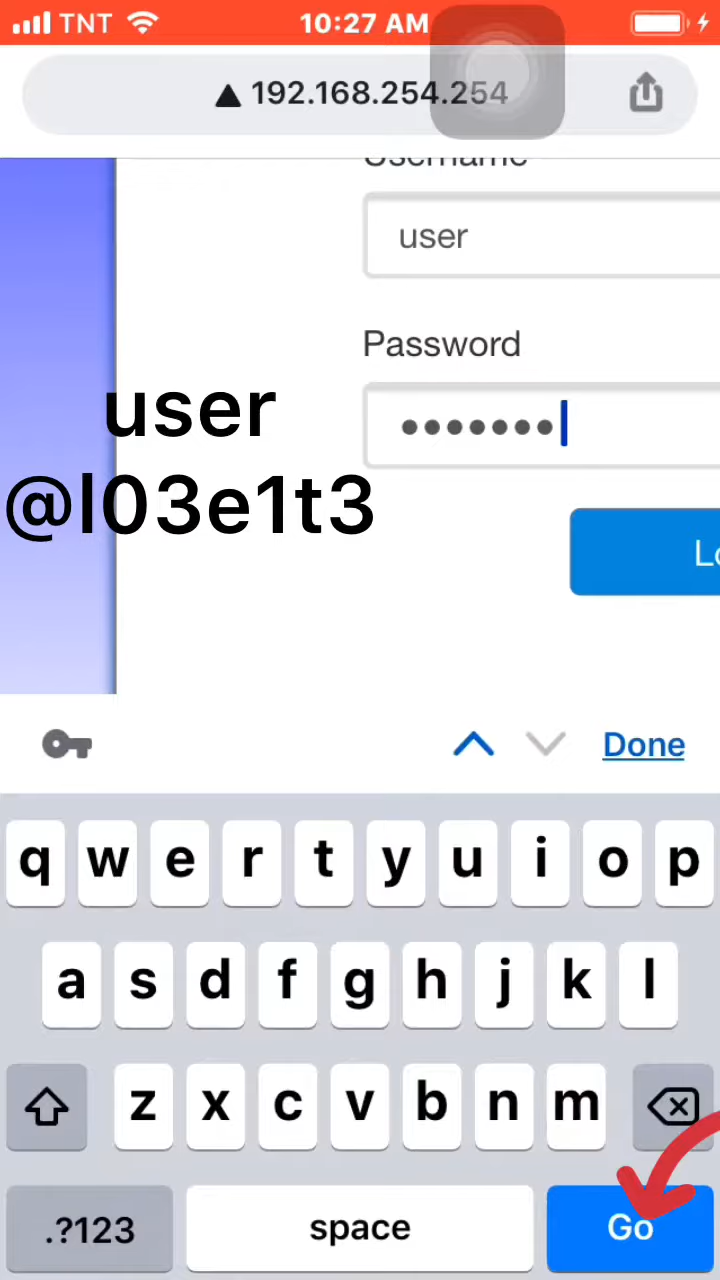 TNT 10:27 AM
192.168.254.254
Username
user
Password
user
@l03e1t3
Done
q w e r t y u i o p
a s d f g h j k l
z x c v b n m
.?123 space Go